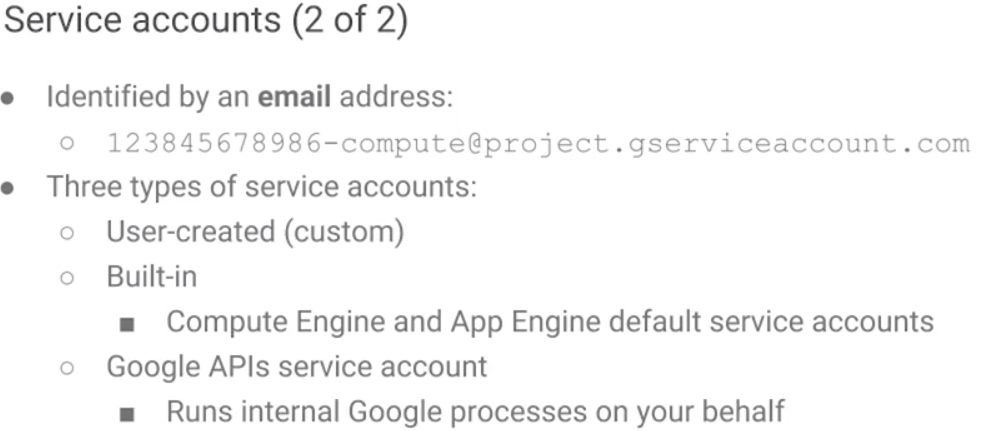 Service accounts (2 of 2)
● Identified by an email address:
○ 123845678986-compute@project.gserviceaccount.com
● Three types of service accounts:
○ User-created (custom)
○ Built-in
■ Compute Engine and App Engine default service accounts
○ Google APIs service account
■ Runs internal Google processes on your behalf